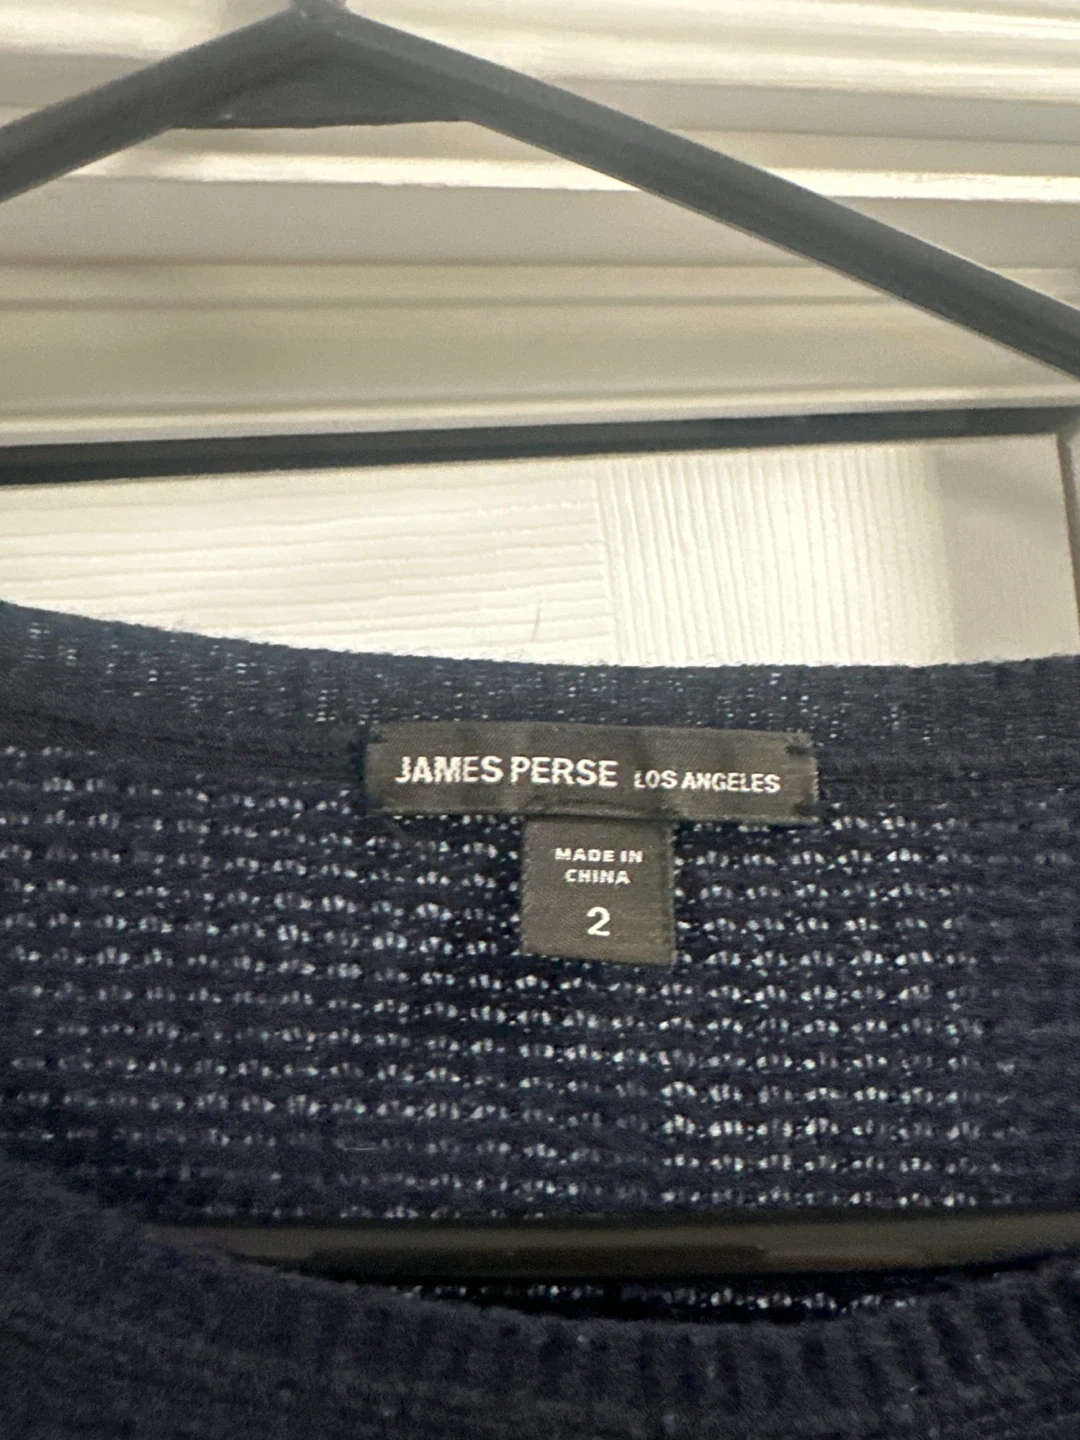 JAMES PERSE LOS ANGELES
MADE IN
CHINA
2